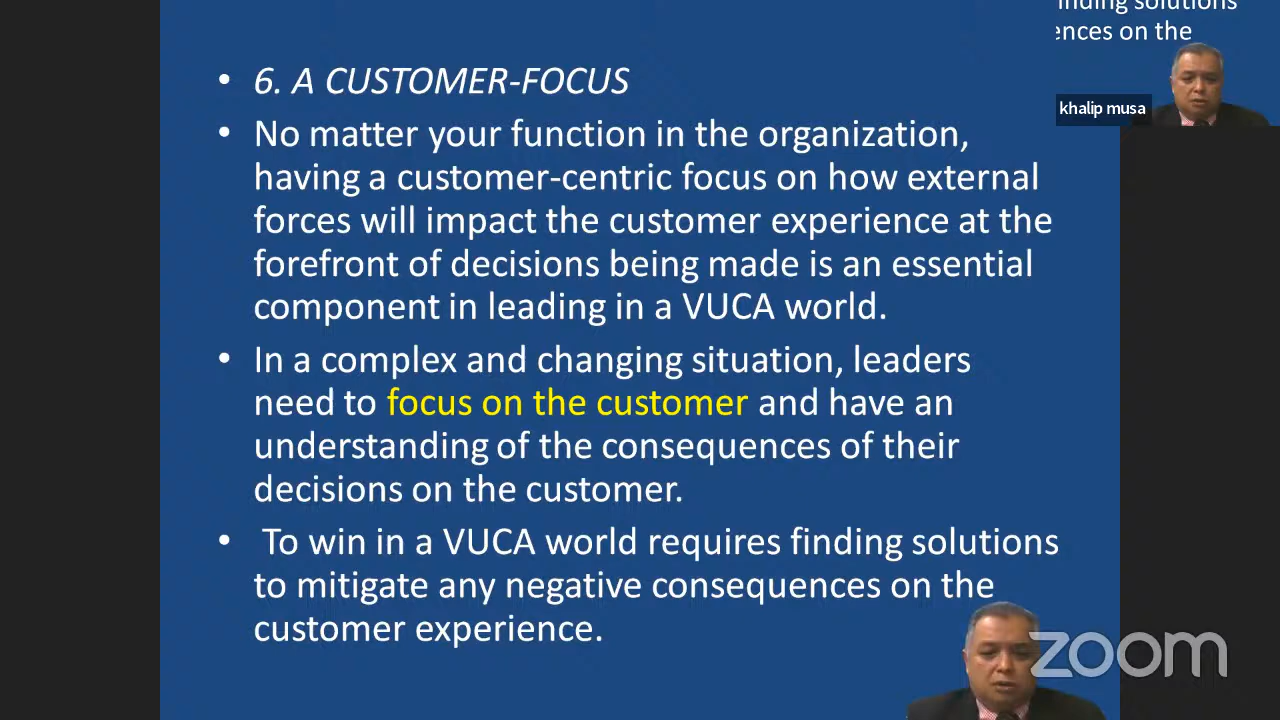 finding solutions
ences on the
khalip musa
• 6. A CUSTOMER-FOCUS
• No matter your function in the organization,
having a customer-centric focus on how external
forces will impact the customer experience at the
forefront of decisions being made is an essential
component in leading in a VUCA world.
• In a complex and changing situation, leaders
need to focus on the customer and have an
understanding of the consequences of their
decisions on the customer.
• To win in a VUCA world requires finding solutions
to mitigate any negative consequences on the
customer experience.
zoom